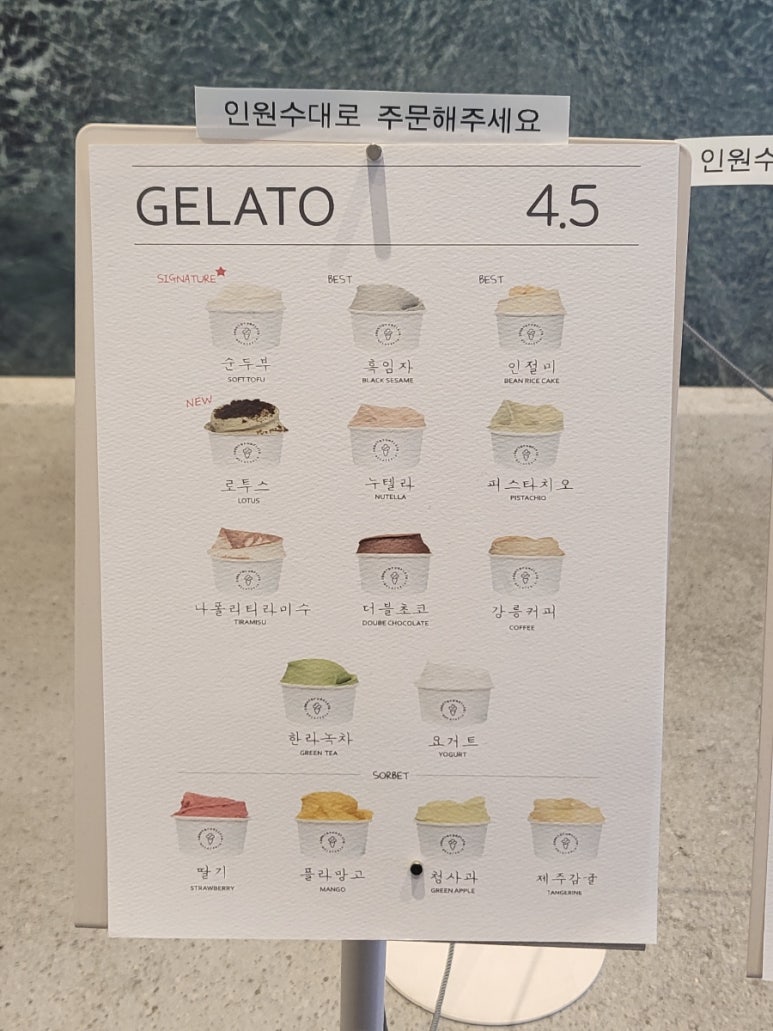 인원수대로 주문해주세요
인원수
GELATO 4.5
SIGNATURE BEST BEST
순두부 흑임자 인절미
SOFT TOFU BLACK SESAME BEAN RICE CAKE
NEW
로투스 누텔라 피스타치오
LOTUS NUTELLA PISTACHIO
나폴리티라미수 더블초코 강릉커피
TIRAMISU DOUBE CHOCOLATE COFFEE
한라녹차 요거트
GREEN TEA YOGURT
SORBET
딸기 플라망고 청사과 제주감귤
STRAWBERRY MANGO GREEN APPLE TANGERINE